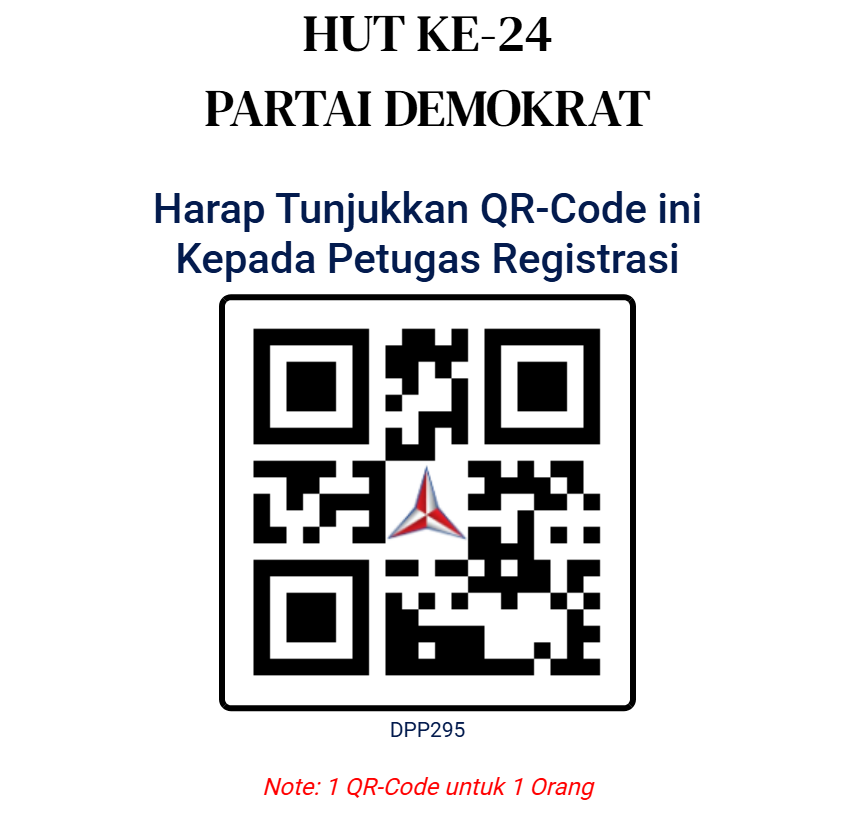 HUT KE-24
PARTAI DEMOKRAT
Harap Tunjukkan QR-Code ini
Kepada Petugas Registrasi
DPP295
Note: 1 QR-Code untuk 1 Orang